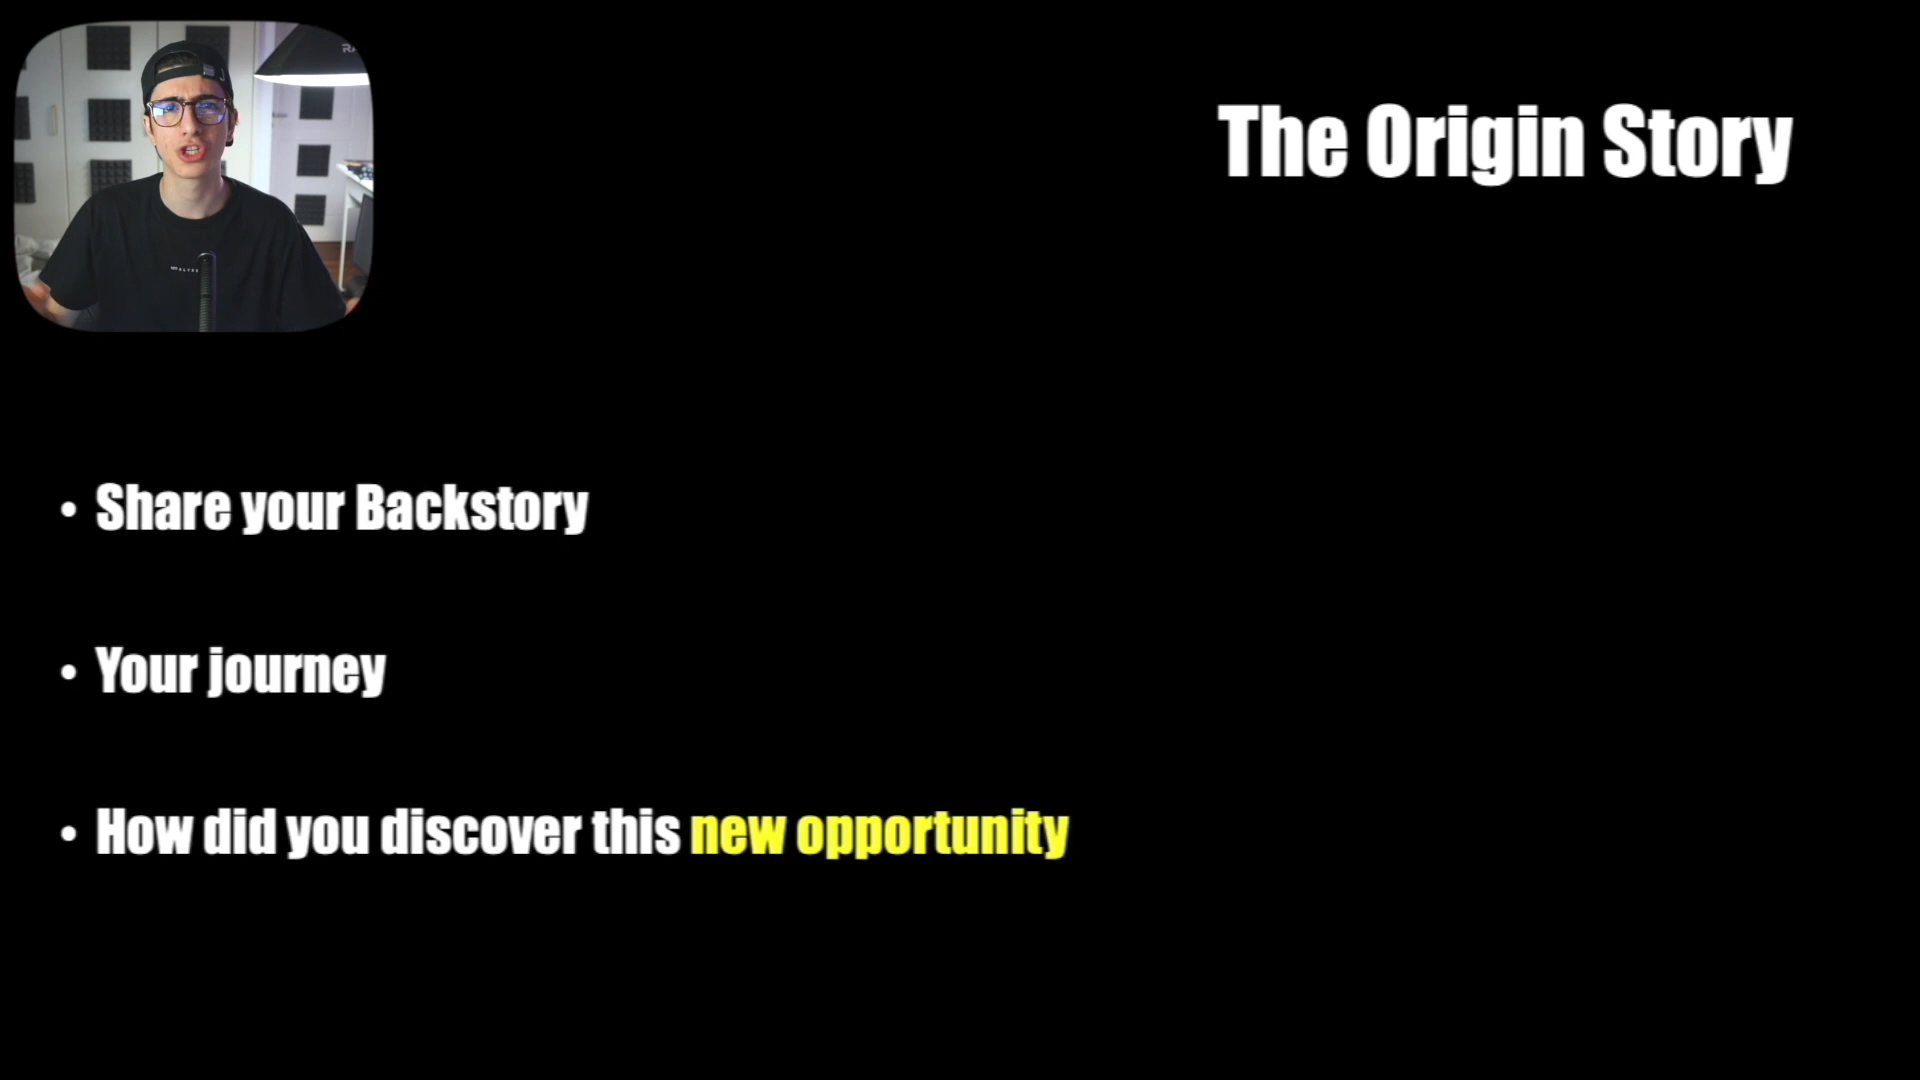 The Origin Story
• Share your Backstory
• Your journey
• How did you discover this new opportunity